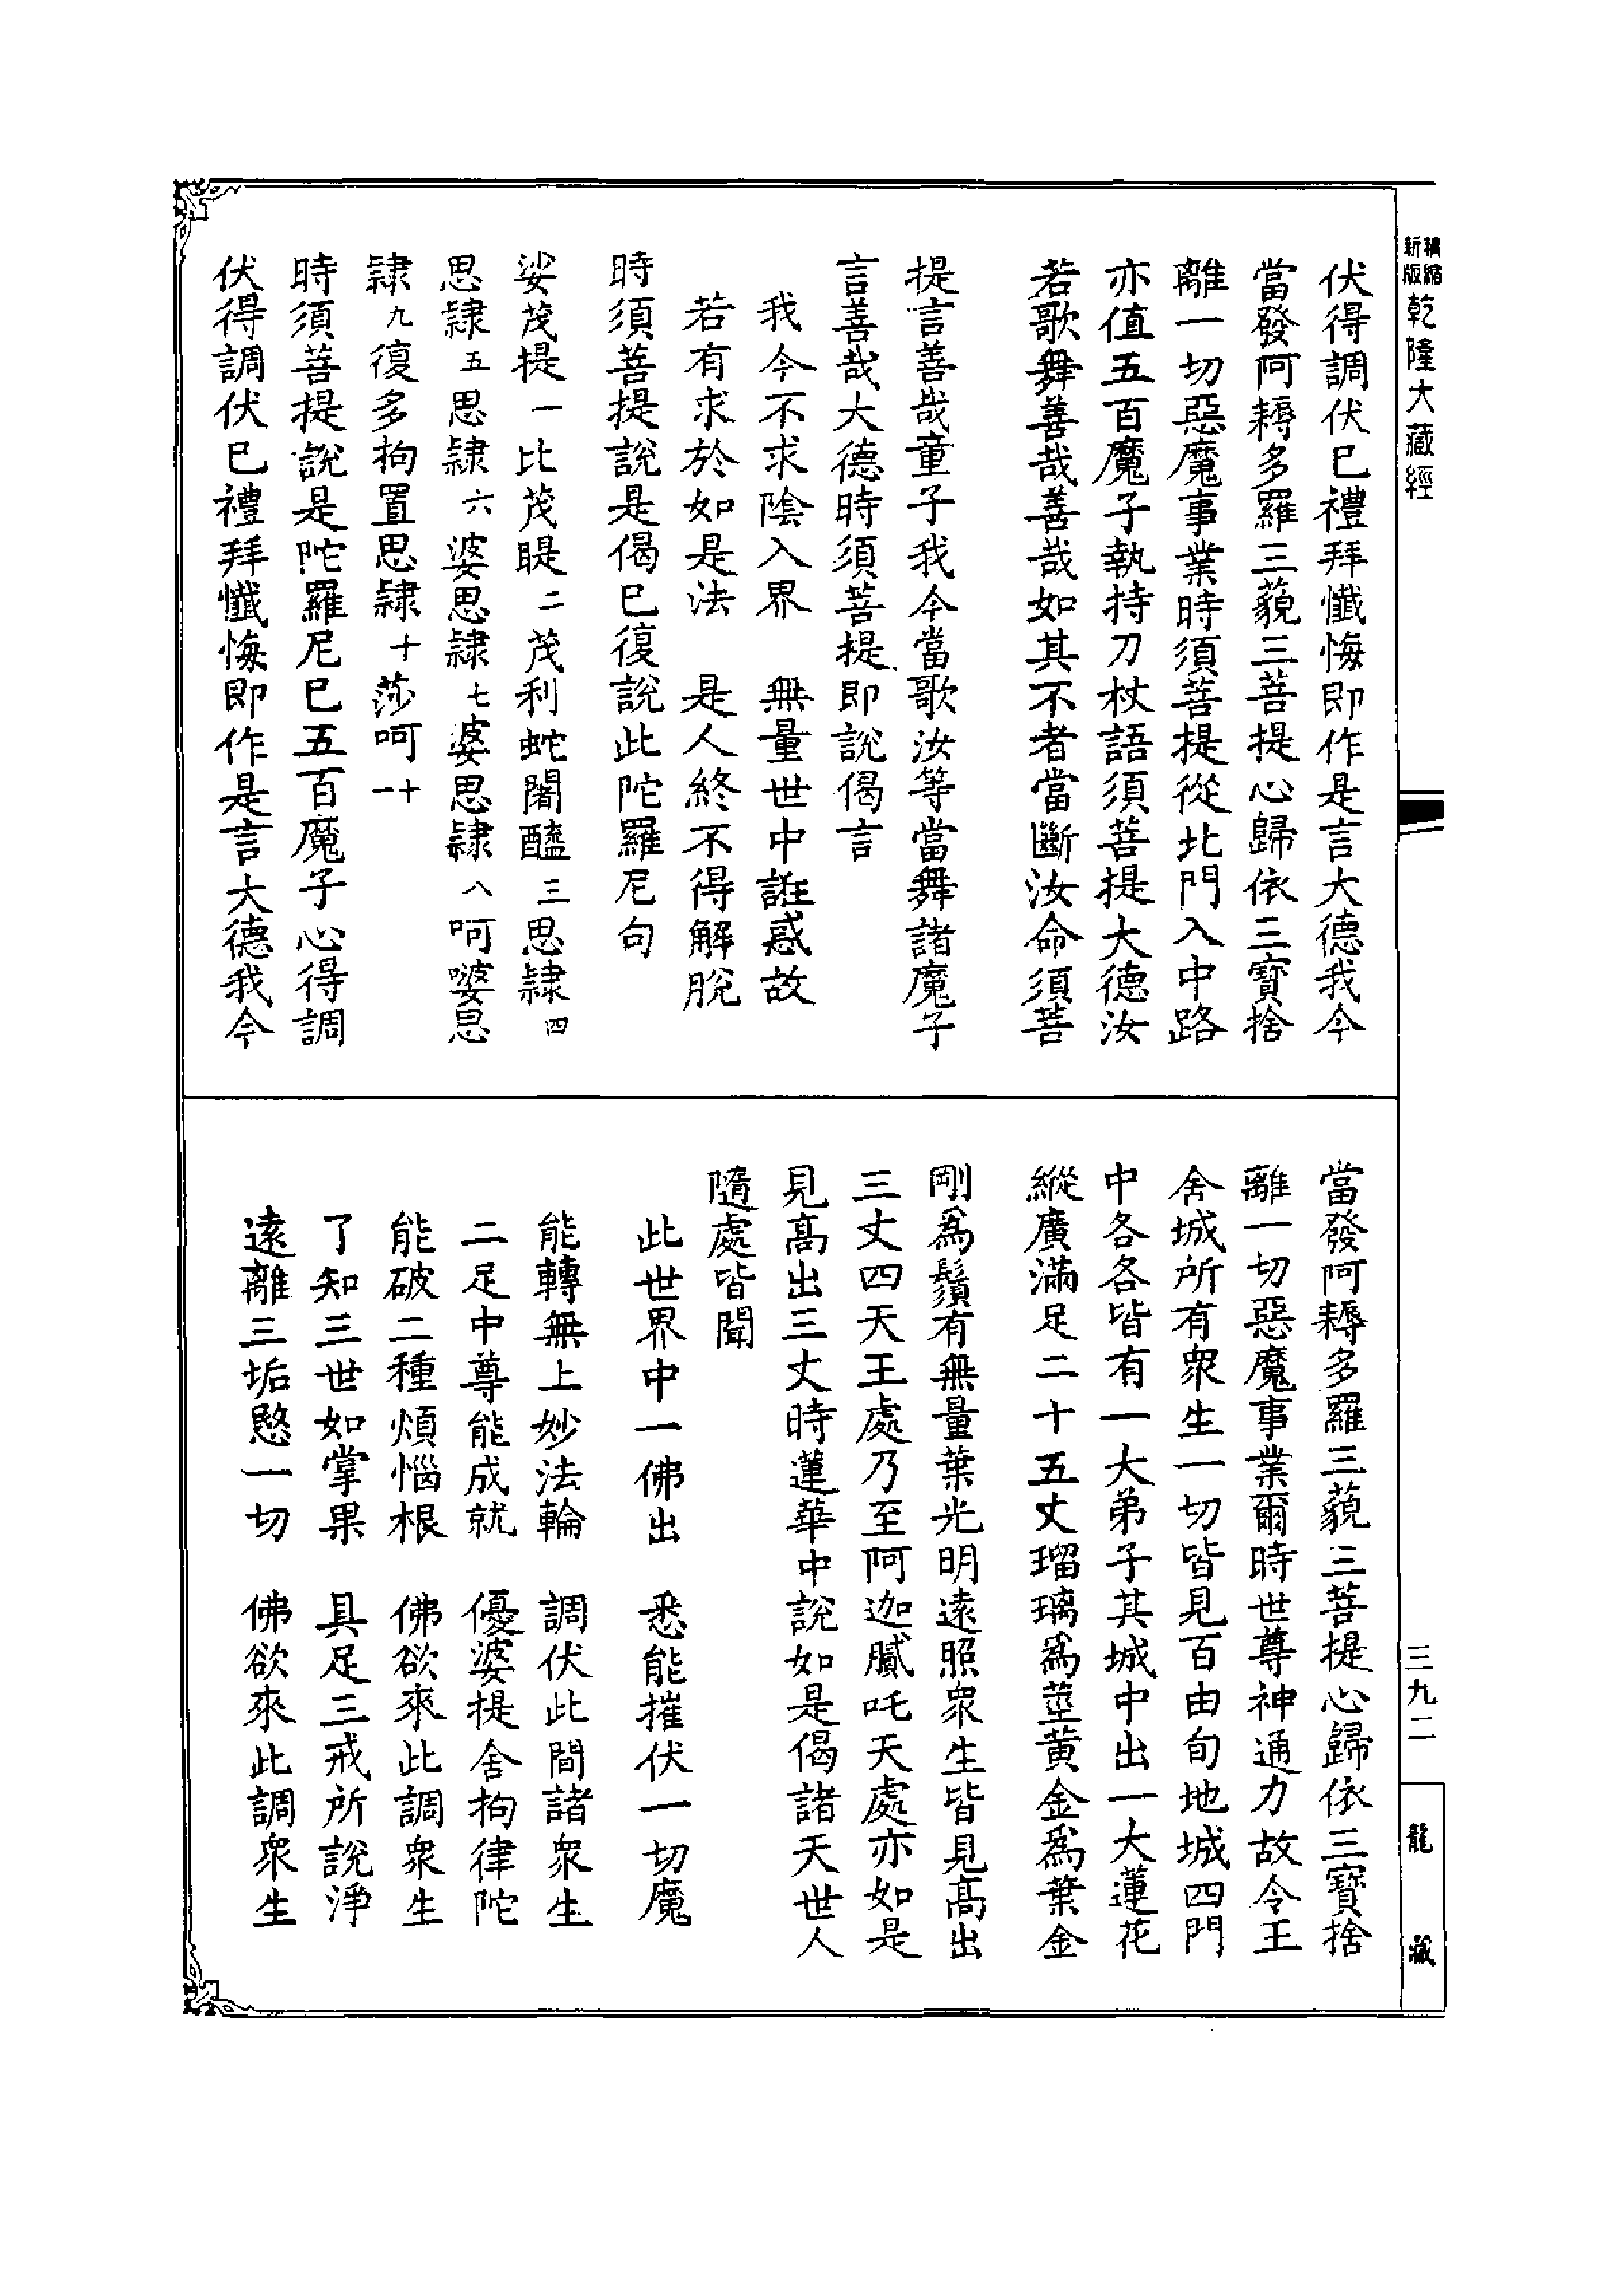 精縮新版乾隆大藏經
伏得調伏已禮拜懺悔即作是言大德我今
當發阿耨多羅三藐三菩提心歸依三寶捨
離一切惡魔事業時須菩提從北門入中路
亦值五百魔子執持刀杖語須菩提大德汝
若歌舞善哉善哉如其不者當斷汝命須菩
提言善哉童子我今當歌汝等當舞諸魔子
言善哉大德時須菩提即說偈言
我今不求陰入界　無量世中誑惑故
若有求於如是法　是人終不得解脫
時須菩提說是偈已復說此陀羅尼句
娑茂提一比茂睼二茂利蛇闍醯三思隸四
思隸五思隸六婆思隸七婆思隸八呵婆思
隸九復多拘置思隸十莎呵十一
時須菩提說是陀羅尼已五百魔子心得調
伏得調伏已禮拜懺悔即作是言大德我今
當發阿耨多羅三藐三菩提心歸依三寶捨
離一切惡魔事業爾時世尊神通力故令王
舍城所有衆生一切皆見百由旬地城四門
中各各皆有一大弟子其城中出一大蓮花
縱廣滿足二十五丈瑠璃爲莖黃金爲葉金
剛爲鬚有無量葉光明遠照衆生皆見高出
三丈四天王處乃至阿迦膩吒天處亦如是
見高出三丈時蓮華中說如是偈諸天世人
隨處皆聞
此世界中一佛出　悉能摧伏一切魔
能轉無上妙法輪　調伏此間諸衆生
二足中尊能成就　優婆提舍拘律陀
能破二種煩惱根　佛欲來此調衆生
了知三世如掌果　具足三戒所說淨
遠離三垢愍一切　佛欲來此調衆生
三九二
龍藏